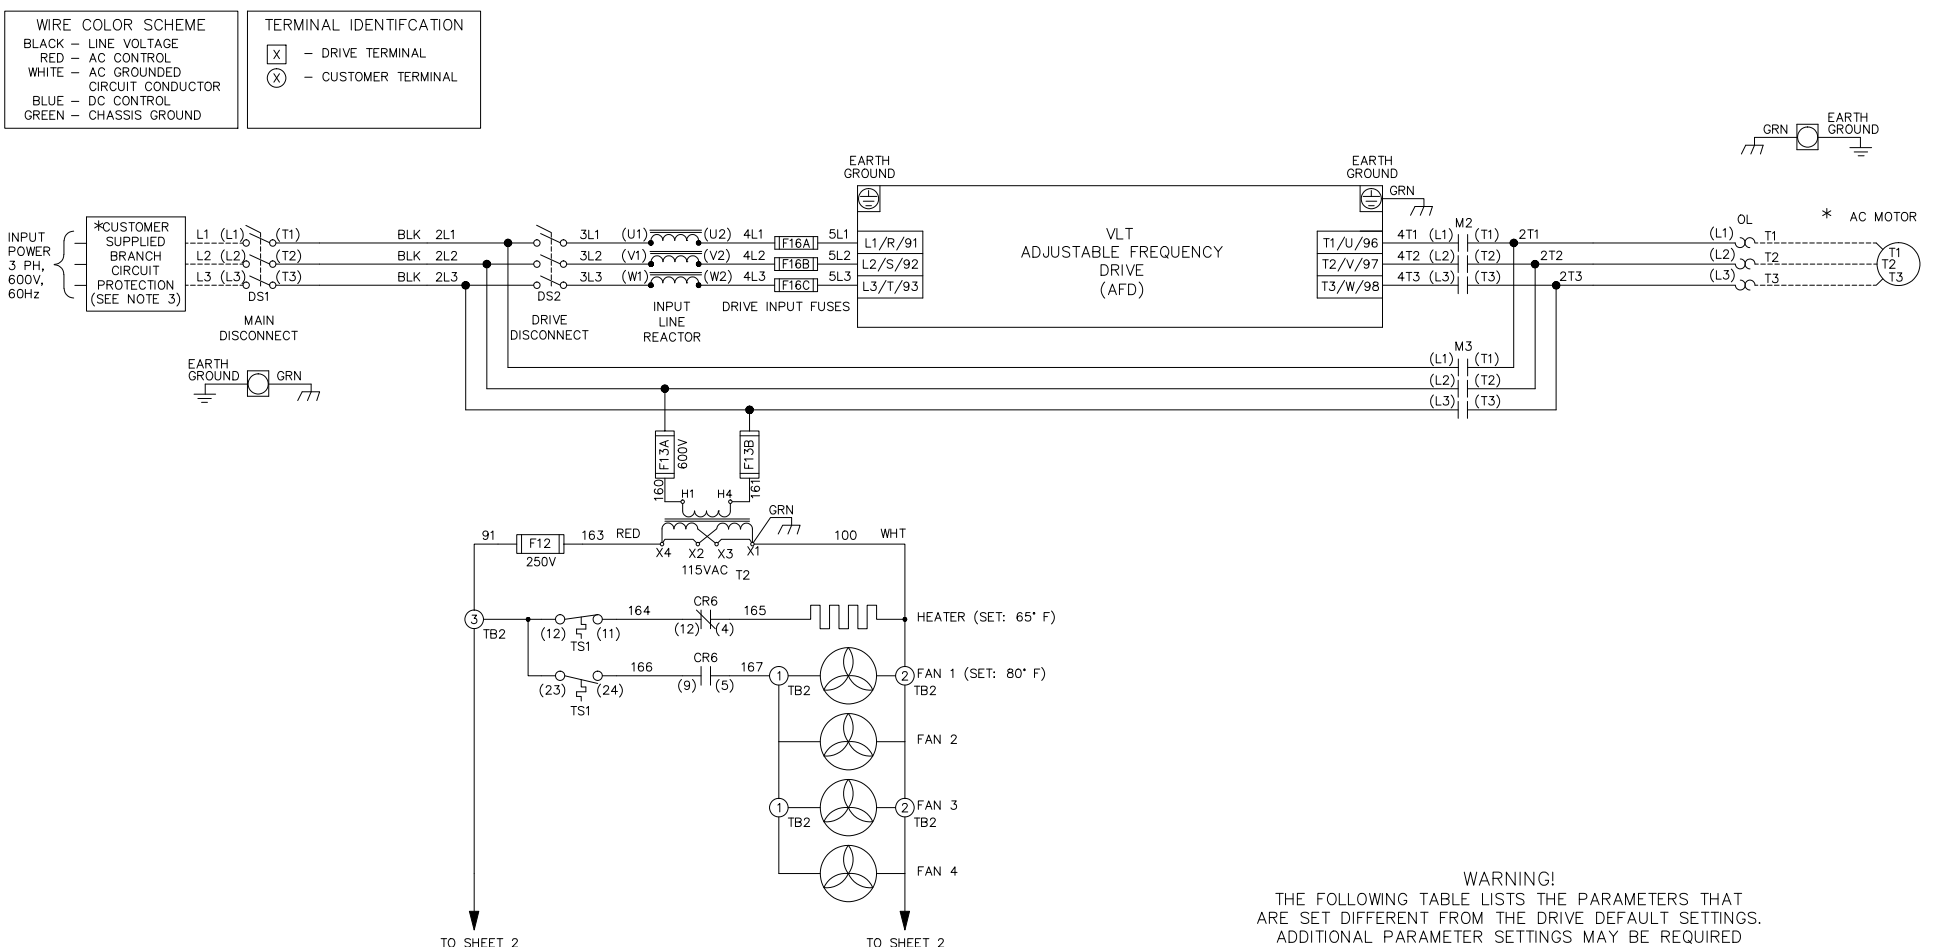 WIRE COLOR SCHEME
BLACK – LINE VOLTAGE
RED – AC CONTROL
WHITE – AC GROUNDED
CIRCUIT CONDUCTOR
BLUE – DC CONTROL
GREEN – CHASSIS GROUND
TERMINAL IDENTIFCATION
X – DRIVE TERMINAL
X – CUSTOMER TERMINAL
GRN
EARTH
GROUND
INPUT
POWER
3 PH,
600V,
60Hz
*CUSTOMER
SUPPLIED
BRANCH
CIRCUIT
PROTECTION
(SEE NOTE 3)
L1 (L1) (T1) BLK 2L1 3L1 (U1) (U2) 4L1 F16A 5L1 L1/R/91
L2 (L2) (T2) BLK 2L2 3L2 (V1) (V2) 4L2 F16B 5L2 L2/S/92
L3 (L3) (T3) BLK 2L3 3L3 (W1) (W2) 4L3 F16C 5L3 L3/T/93
DS1
MAIN
DISCONNECT
DS2
DRIVE
DISCONNECT
INPUT
LINE
REACTOR
DRIVE INPUT FUSES
EARTH
GROUND
VLT
ADJUSTABLE FREQUENCY
DRIVE
(AFD)
EARTH
GROUND
GRN
M2
T1/U/96 4T1 (L1) (T1) 2T1
T2/V/97 4T2 (L2) (T2) 2T2
T3/W/98 4T3 (L3) (T3) 2T3
OL
(L1) T1
(L2) T2
(L3) T3
* AC MOTOR
T1
T2
T3
EARTH
GROUND
GRN
M3
(L1) (T1)
(L2) (T2)
(L3) (T3)
F13A
600V
F13B
160
161
H1 H4
GRN
91 F12 163 RED
250V
X4 X2 X3 X1
100 WHT
115VAC T2
3
TB2
(12) (11)
TS1
164
CR6
(12) (4)
165
HEATER (SET: 65° F)
(23) (24)
TS1
166
CR6
(9) (5)
167
1
TB2
2
TB2
FAN 1 (SET: 80° F)
FAN 2
1
TB2
2
TB2
FAN 3
FAN 4
TO SHEET 2
TO SHEET 2
WARNING!
THE FOLLOWING TABLE LISTS THE PARAMETERS THAT
ARE SET DIFFERENT FROM THE DRIVE DEFAULT SETTINGS.
ADDITIONAL PARAMETER SETTINGS MAY BE REQUIRED